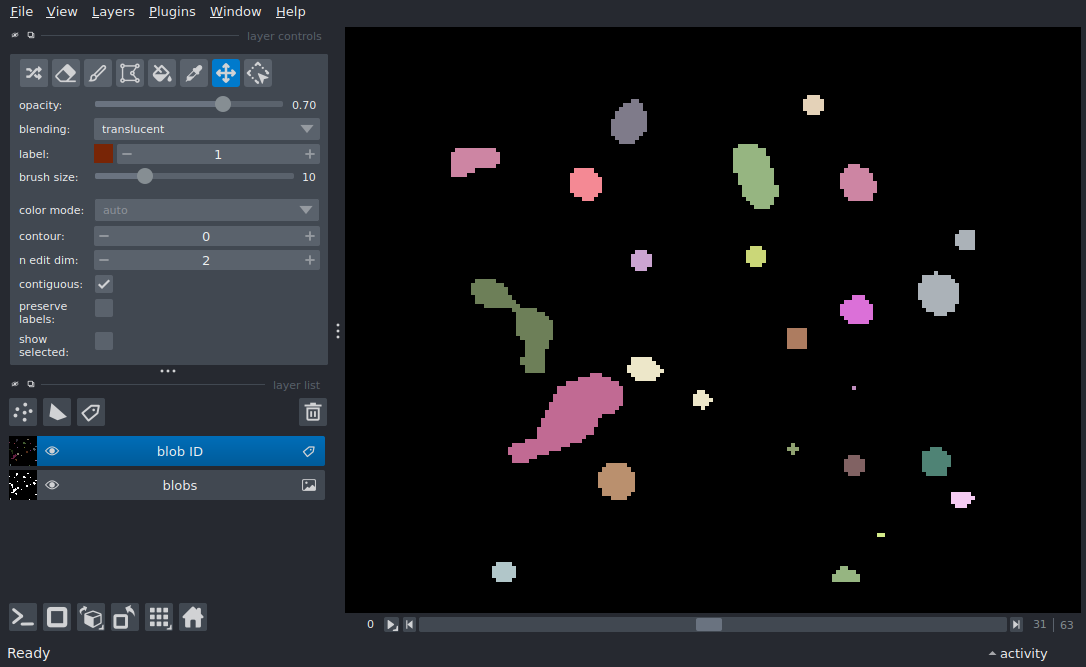 File View Layers Plugins Window Help
layer controls
opacity: 0.70
blending: translucent
label: 1
brush size: 10
color mode: auto
contour: 0
n edit dim: 2
contiguous:
preserve
labels:
show
selected:
layer list
blob ID
blobs
0 31 | 63
Ready activity